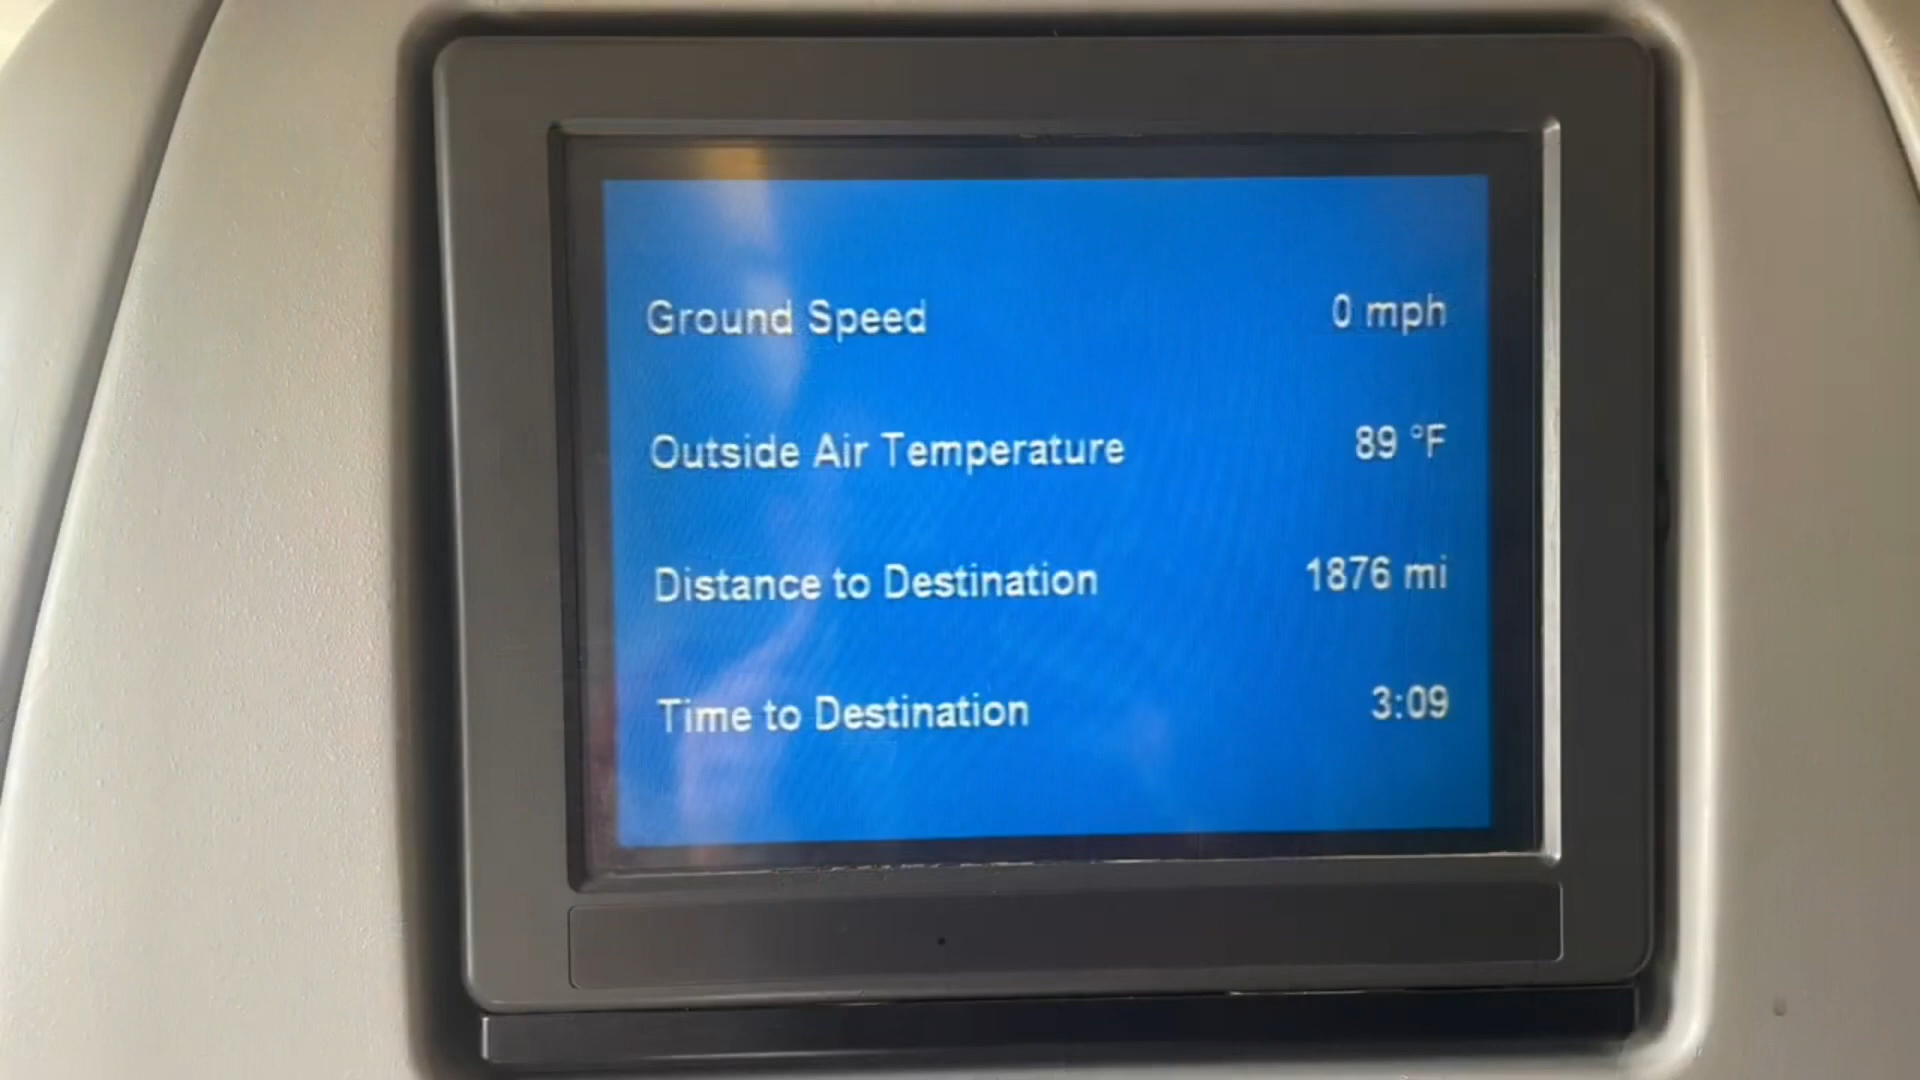 Ground Speed 0 mph
Outside Air Temperature 89 °F
Distance to Destination 1876 mi
Time to Destination 3:09